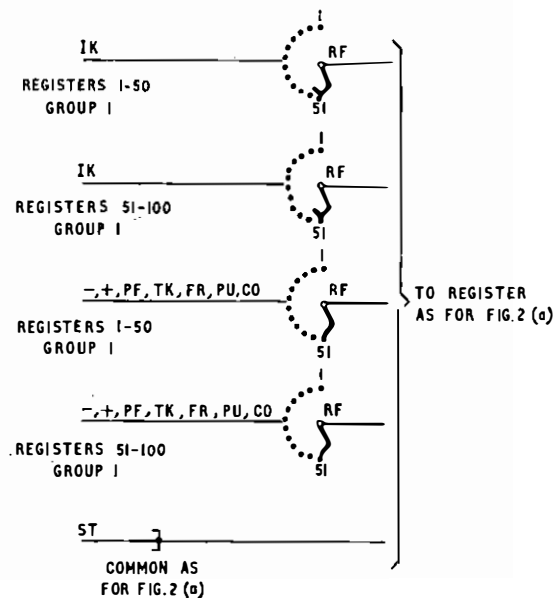 1
IK
RF
REGISTERS 1-50
GROUP 1
51
1
IK
RF
REGISTERS 51-100
GROUP 1
51
1
-,+,PF,TK,FR,PU,CO
RF
REGISTERS 1-50
GROUP 1
51
TO REGISTER
AS FOR FIG.2 (a)
1
-,+,PF,TK,FR,PU,CO
RF
REGISTERS 51-100
GROUP 1
51
ST
COMMON AS
FOR FIG.2 (a)